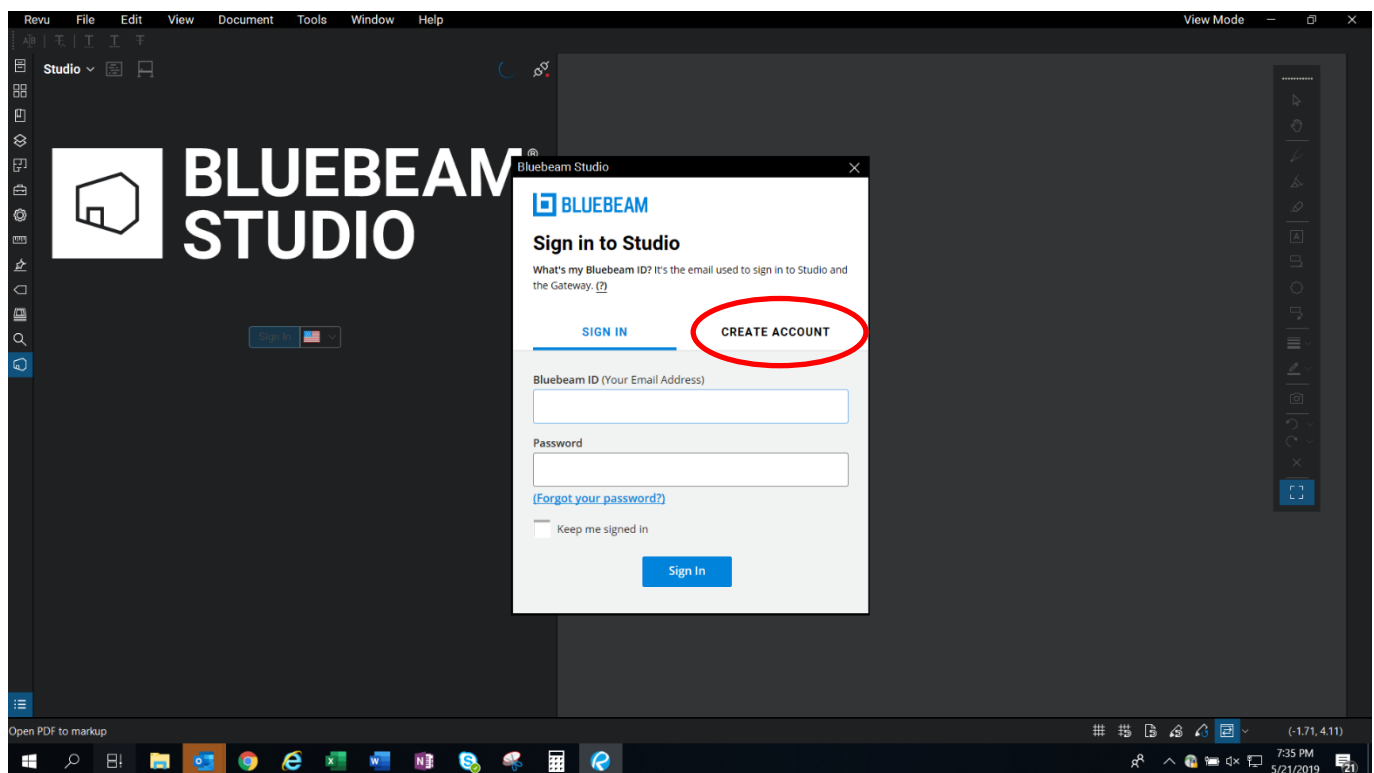 Revu File Edit View Document Tools Window Help View Mode
Studio
BLUEBEAM®
STUDIO
Sign In
Bluebeam Studio
BLUEBEAM
Sign in to Studio
What's my Bluebeam ID? It's the email used to sign in to Studio and
the Gateway. (?)
SIGN IN CREATE ACCOUNT
Bluebeam ID (Your Email Address)
Password
(Forgot your password?)
Keep me signed in
Sign In
Open PDF to markup (-1.71, 4.11)
7:35 PM
5/21/2019 21